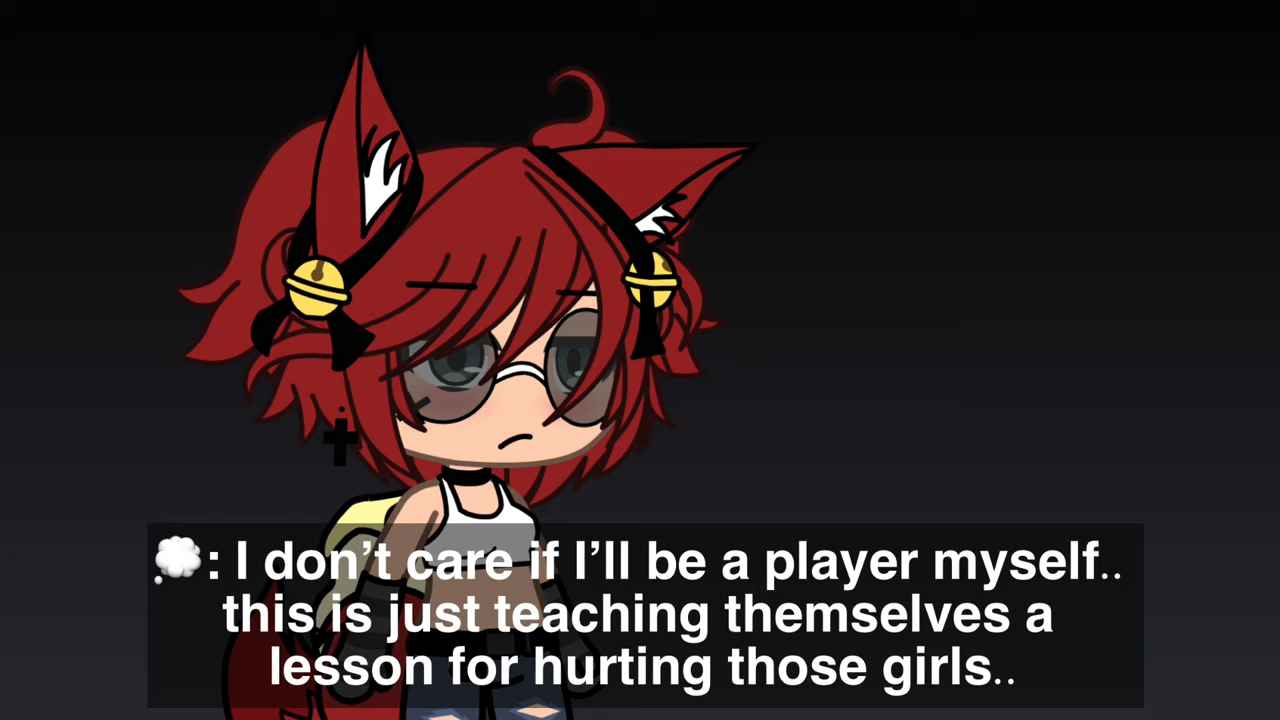 💭: I don’t care if I’ll be a player myself..
this is just teaching themselves a
lesson for hurting those girls..